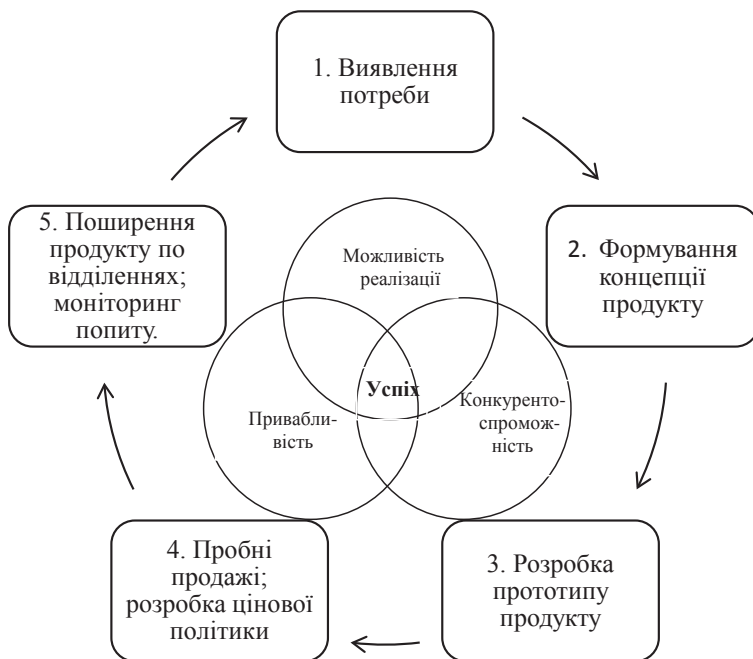 1. Виявлення
потреби
2. Формування
концепції
продукту
3. Розробка
прототипу
продукту
4. Пробні
продажі;
розробка цінової
політики
5. Поширення
продукту по
відділеннях;
моніторинг
попиту.
Можливість
реалізації
Успіх
Привабли-
вість
Конкуренто-
спромож-
ність